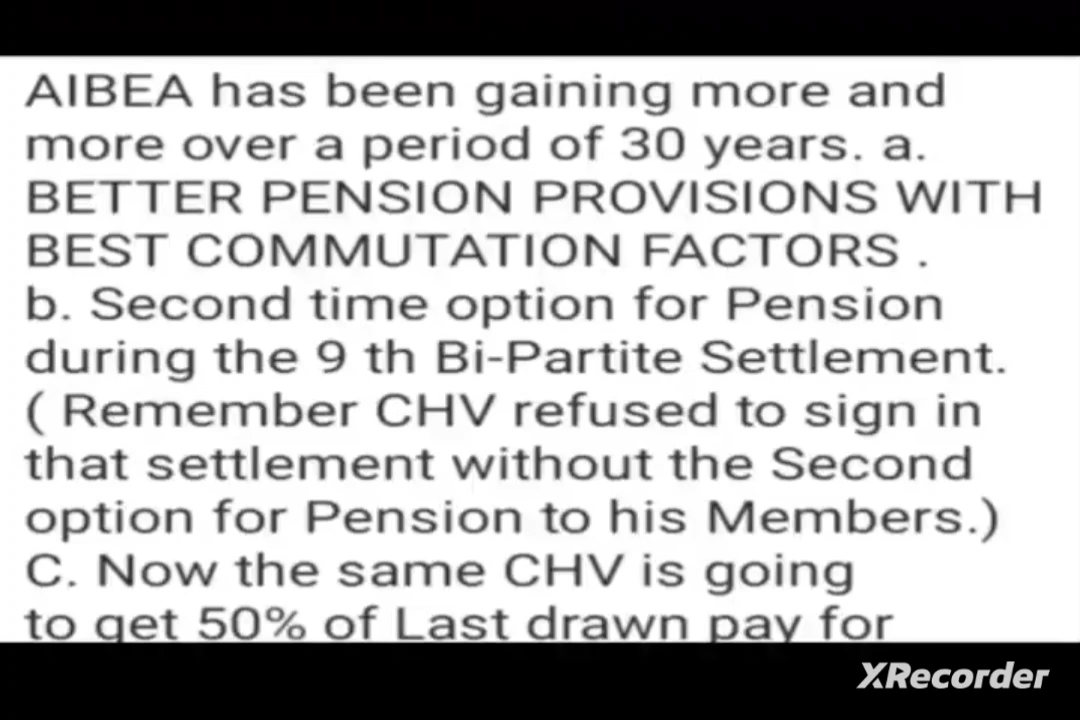 AIBEA has been gaining more and
more over a period of 30 years. a.
BETTER PENSION PROVISIONS WITH
BEST COMMUTATION FACTORS .
b. Second time option for Pension
during the 9 th Bi-Partite Settlement.
( Remember CHV refused to sign in
that settlement without the Second
option for Pension to his Members.)
C. Now the same CHV is going
to get 50% of Last drawn pay for
XRecorder